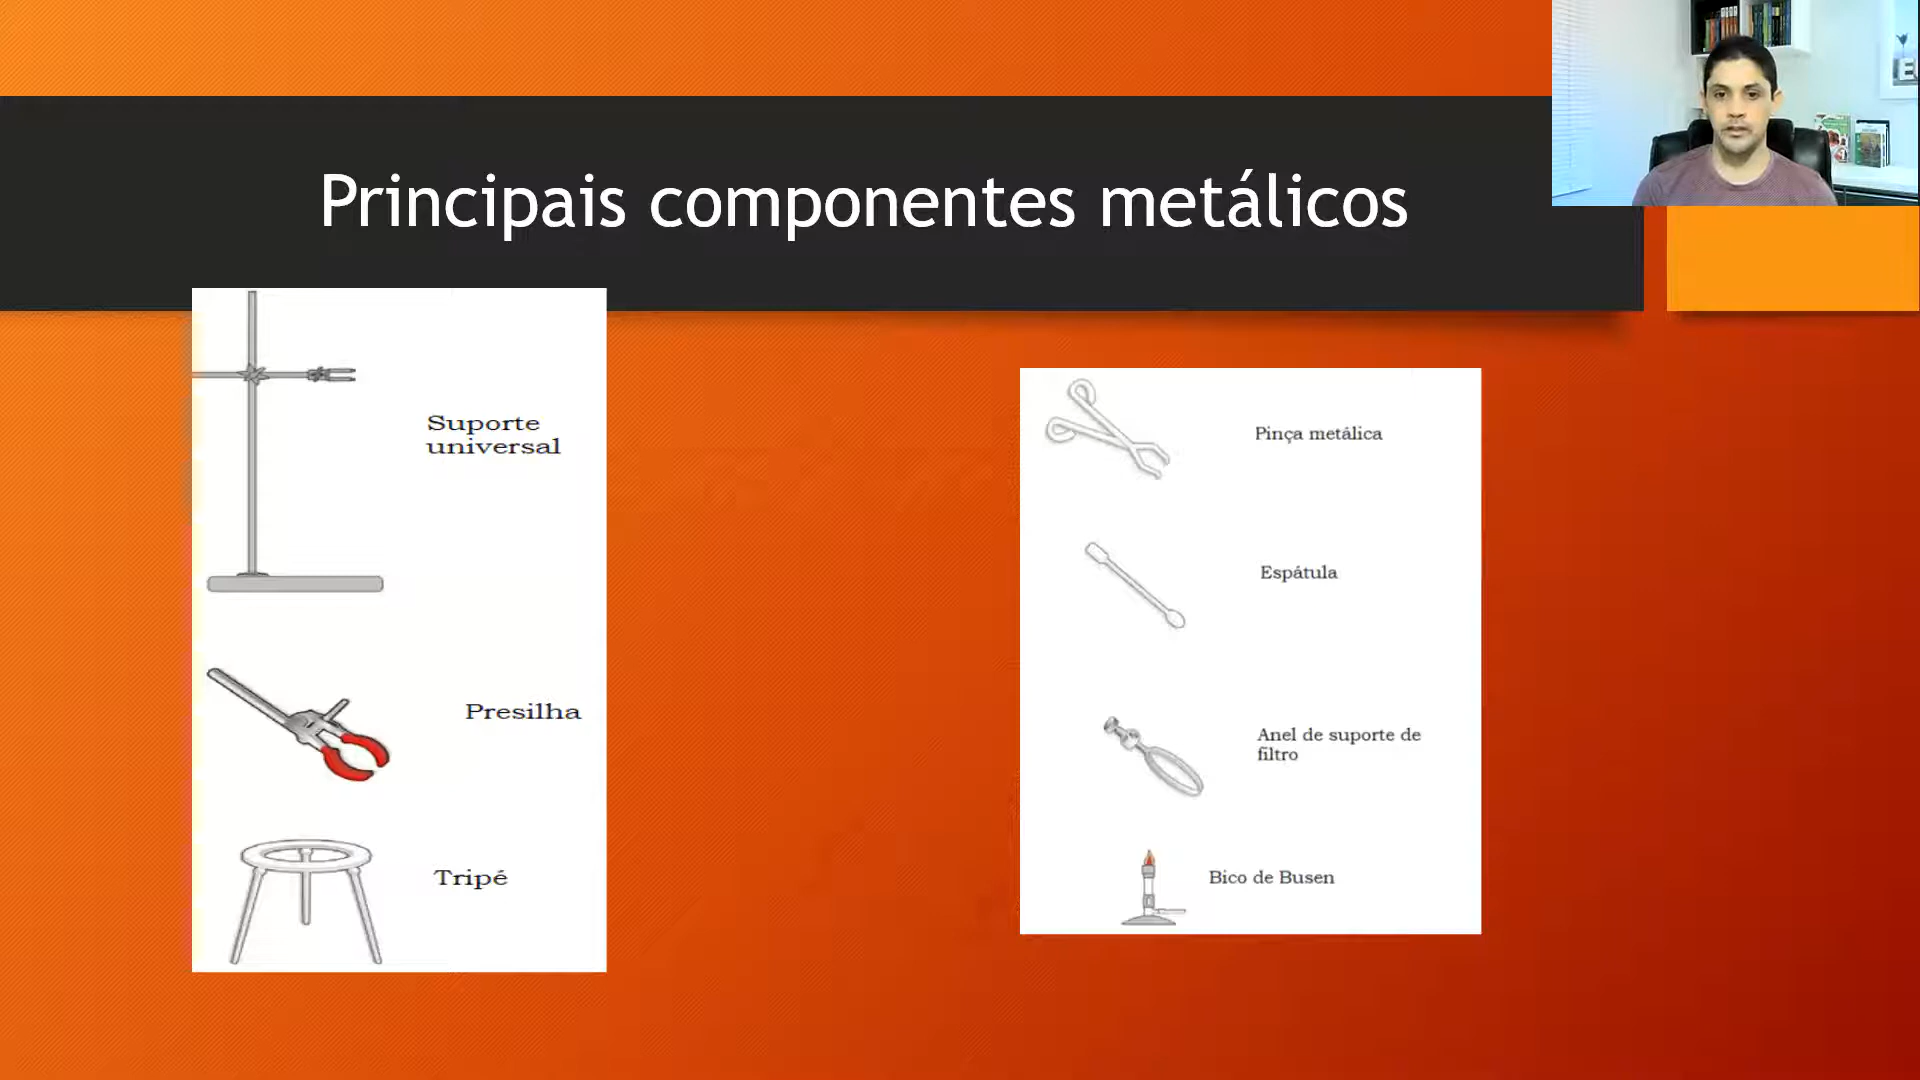 Principais componentes metálicos
Suporte
universal
Presilha
Tripé
Pinça metálica
Espátula
Anel de suporte de
filtro
Bico de Busen
E